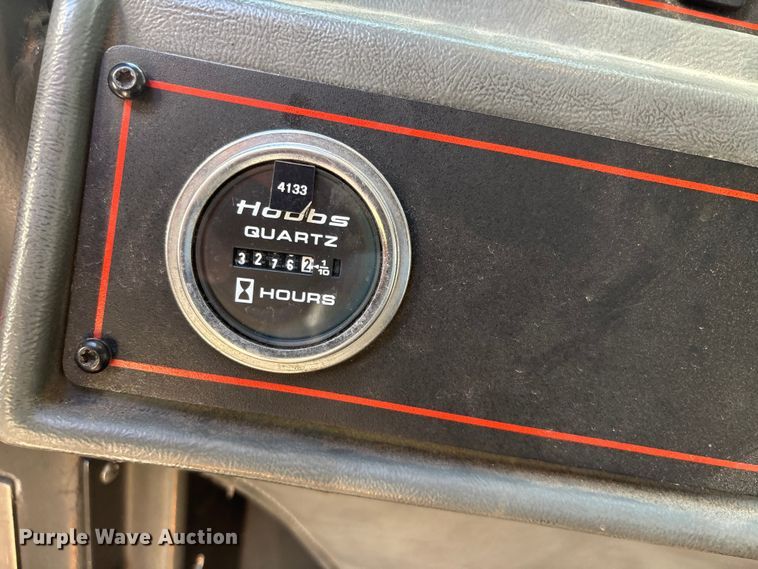 4133
Hobbs
QUARTZ
3 2 7 6 2 1/10
HOURS
Purple Wave Auction